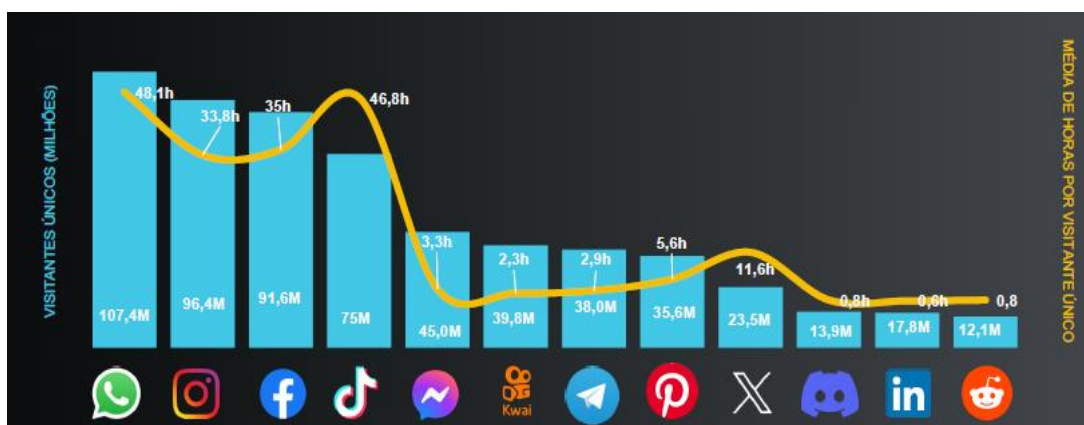 VISITANTES ÚNICOS (MILHÕES)
48,1h
33,8h
35h
46,8h
3,3h
2,3h
2,9h
5,6h
11,6h
0,8h
0,6h
0,8
107,4M
96,4M
91,6M
75M
45,0M
39,8M
38,0M
35,6M
23,5M
13,9M
17,8M
12,1M
Kwai
in
MÉDIA DE HORAS POR VISITANTE ÚNICO